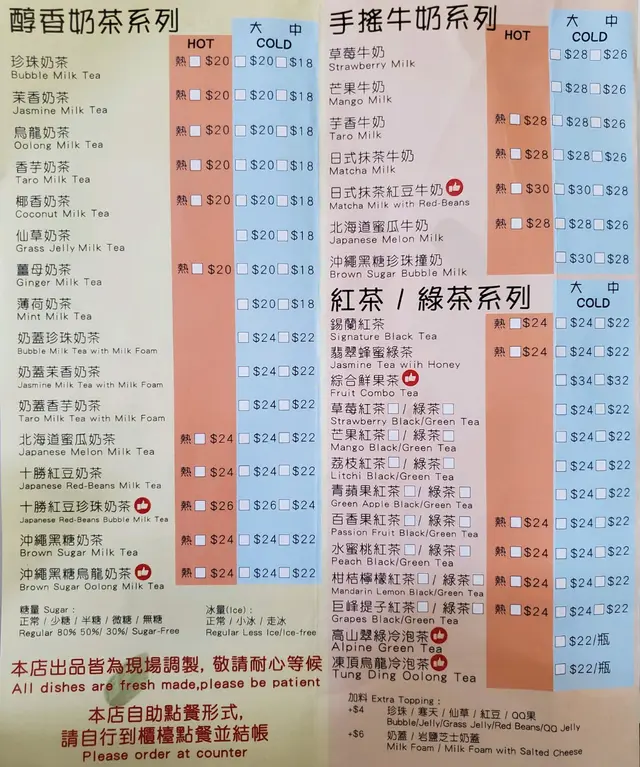 醇香奶茶系列
大 中
HOT COLD
珍珠奶茶 熱 $20 $20 $18
Bubble Milk Tea
茉香奶茶 熱 $20 $20 $18
Jasmine Milk Tea
烏龍奶茶 熱 $20 $20 $18
Oolong Milk Tea
香芋奶茶 熱 $20 $20 $18
Taro Milk Tea
椰香奶茶 熱 $20 $20 $18
Coconut Milk Tea
仙草奶茶 $20 $18
Grass Jelly Milk Tea
薑母奶茶 熱 $20 $20 $18
Ginger Milk Tea
薄荷奶茶 $20 $18
Mint Milk Tea
奶蓋珍珠奶茶 $24 $22
Bubble Milk Tea with Milk Foam
奶蓋茉香奶茶 $24 $22
Jasmine Milk Tea with Milk Foam
奶蓋香芋奶茶 $24 $22
Taro Milk Tea with Milk Foam
北海道蜜瓜奶茶 熱 $24 $24 $22
Japanese Melon Milk Tea
十勝紅豆奶茶 熱 $24 $24 $22
Japanese Red-Beans Milk Tea
十勝紅豆珍珠奶茶 熱 $26 $26 $24
Japanese Red-Beans Bubble Milk Tea
沖繩黑糖奶茶 熱 $24 $24 $22
Brown Sugar Milk Tea
沖繩黑糖烏龍奶茶 熱 $24 $24 $22
Brown Sugar Oolong Milk Tea
糖量 Sugar :
正常 / 少糖 / 半糖 / 微糖 / 無糖
Regular 80% 50%/ 30%/ Sugar-Free
冰量(Ice) :
正常 / 小冰 / 走冰
Regular Less Ice/Ice-free
本店出品皆為現場調製, 敬請耐心等候
All dishes are fresh made,please be patient
本店自助點餐形式,
請自行到櫃檯點餐並結帳
Please order at counter
手搖牛奶系列
大 中
HOT COLD
草莓牛奶 $28 $26
Strawberry Milk
芒果牛奶 $28 $26
Mango Milk
芋香牛奶 熱 $28 $28 $26
Taro Milk
日式抹茶牛奶 熱 $28 $28 $26
Matcha Milk
日式抹茶紅豆牛奶 熱 $30 $30 $28
Matcha Milk with Red-Beans
北海道蜜瓜牛奶 熱 $28 $28 $26
Japanese Melon Milk
沖繩黑糖珍珠撞奶 $30 $28
Brown Sugar Bubble Milk
紅茶 / 綠茶系列
大 中
COLD
錫蘭紅茶 熱 $24 $24 $22
Signature Black Tea
翡翠蜂蜜綠茶 熱 $24 $24 $22
Jasmine Tea wiih Honey
綜合鮮果茶 $34 $32
Fruit Combo Tea
草莓紅茶 / 綠茶 $24 $22
Strawberry Black/Green Tea
芒果紅茶 / 綠茶 $24 $22
Mango Black/Green Tea
荔枝紅茶 / 綠茶 $24 $22
Litchi Black/Green Tea
青蘋果紅茶 / 綠茶 $24 $22
Green Apple Black/Green Tea
百香果紅茶 / 綠茶 熱 $24 $24 $22
Passion Fruit Black/Green Tea
水蜜桃紅茶 / 綠茶 熱 $24 $24 $22
Peach Black/Green Tea
柑桔檸檬紅茶 / 綠茶 熱 $24 $24 $22
Mandarin Lemon Black/Green Tea
巨峰提子紅茶 / 綠茶 熱 $24 $24 $22
Grapes Black/Green Tea
高山翠綠冷泡茶 $22/瓶
Alpine Green Tea
凍頂烏龍冷泡茶 $22/瓶
Tung Ding Oolong Tea
加料 Extra Topping :
+$4 珍珠 / 寒天 / 仙草 / 紅豆 / QQ果
Bubble/Jelly/Grass Jelly/Red Beans/QQ Jelly
+$6 奶蓋 / 岩鹽芝士奶蓋
Milk Foam / Milk Foam with Salted Cheese